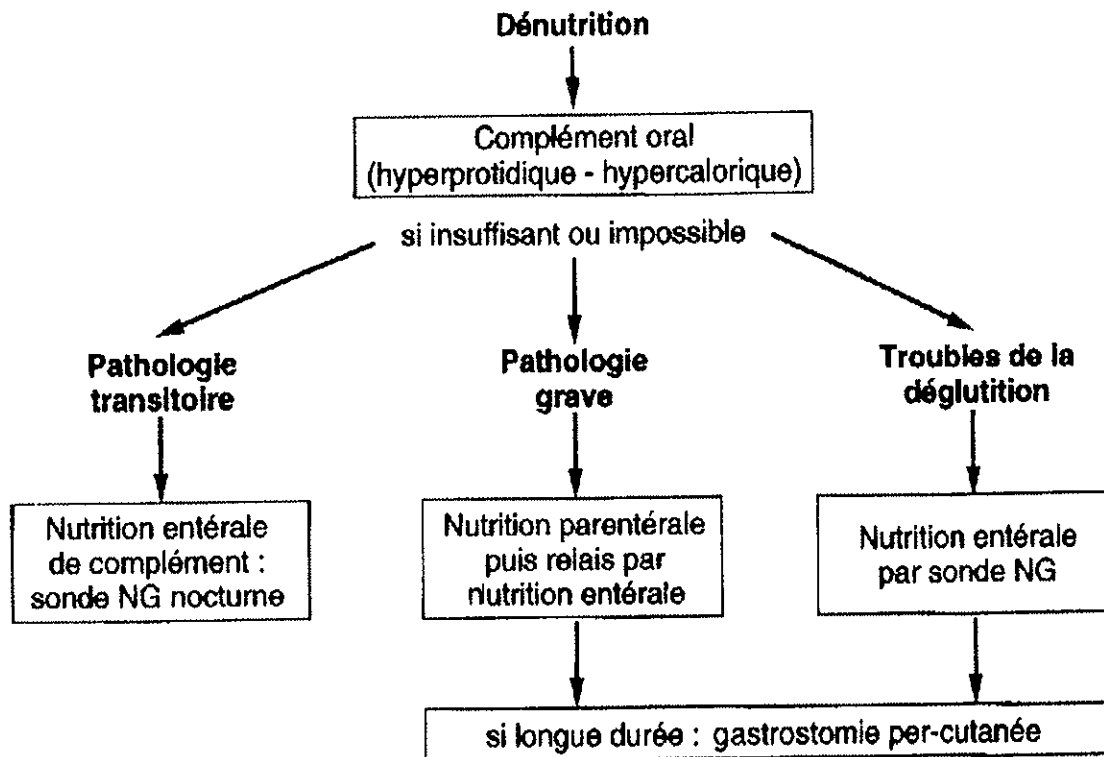 Dénutrition
Complément oral
(hyperprotidique - hypercalorique)
si insuffisant ou impossible
Pathologie
transitoire
Pathologie
grave
Troubles de la
déglutition
Nutrition entérale
de complément :
sonde NG nocturne
Nutrition parentérale
puis relais par
nutrition entérale
Nutrition entérale
par sonde NG
si longue durée : gastrostomie per-cutanée